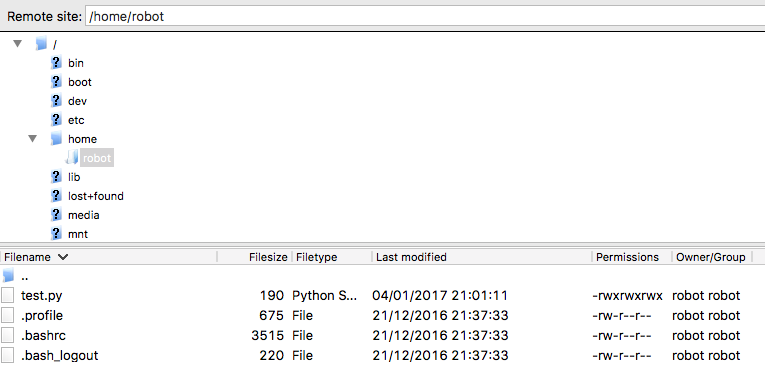 Remote site: /home/robot
/
? bin
? boot
? dev
? etc
home
robot
? lib
? lost+found
? media
? mnt
Filename Filesize Filetype Last modified Permissions Owner/Group
..
test.py 190 Python S... 04/01/2017 21:01:11 -rwxrwxrwx robot robot
.profile 675 File 21/12/2016 21:37:33 -rw-r--r-- robot robot
.bashrc 3515 File 21/12/2016 21:37:33 -rw-r--r-- robot robot
.bash_logout 220 File 21/12/2016 21:37:33 -rw-r--r-- robot robot